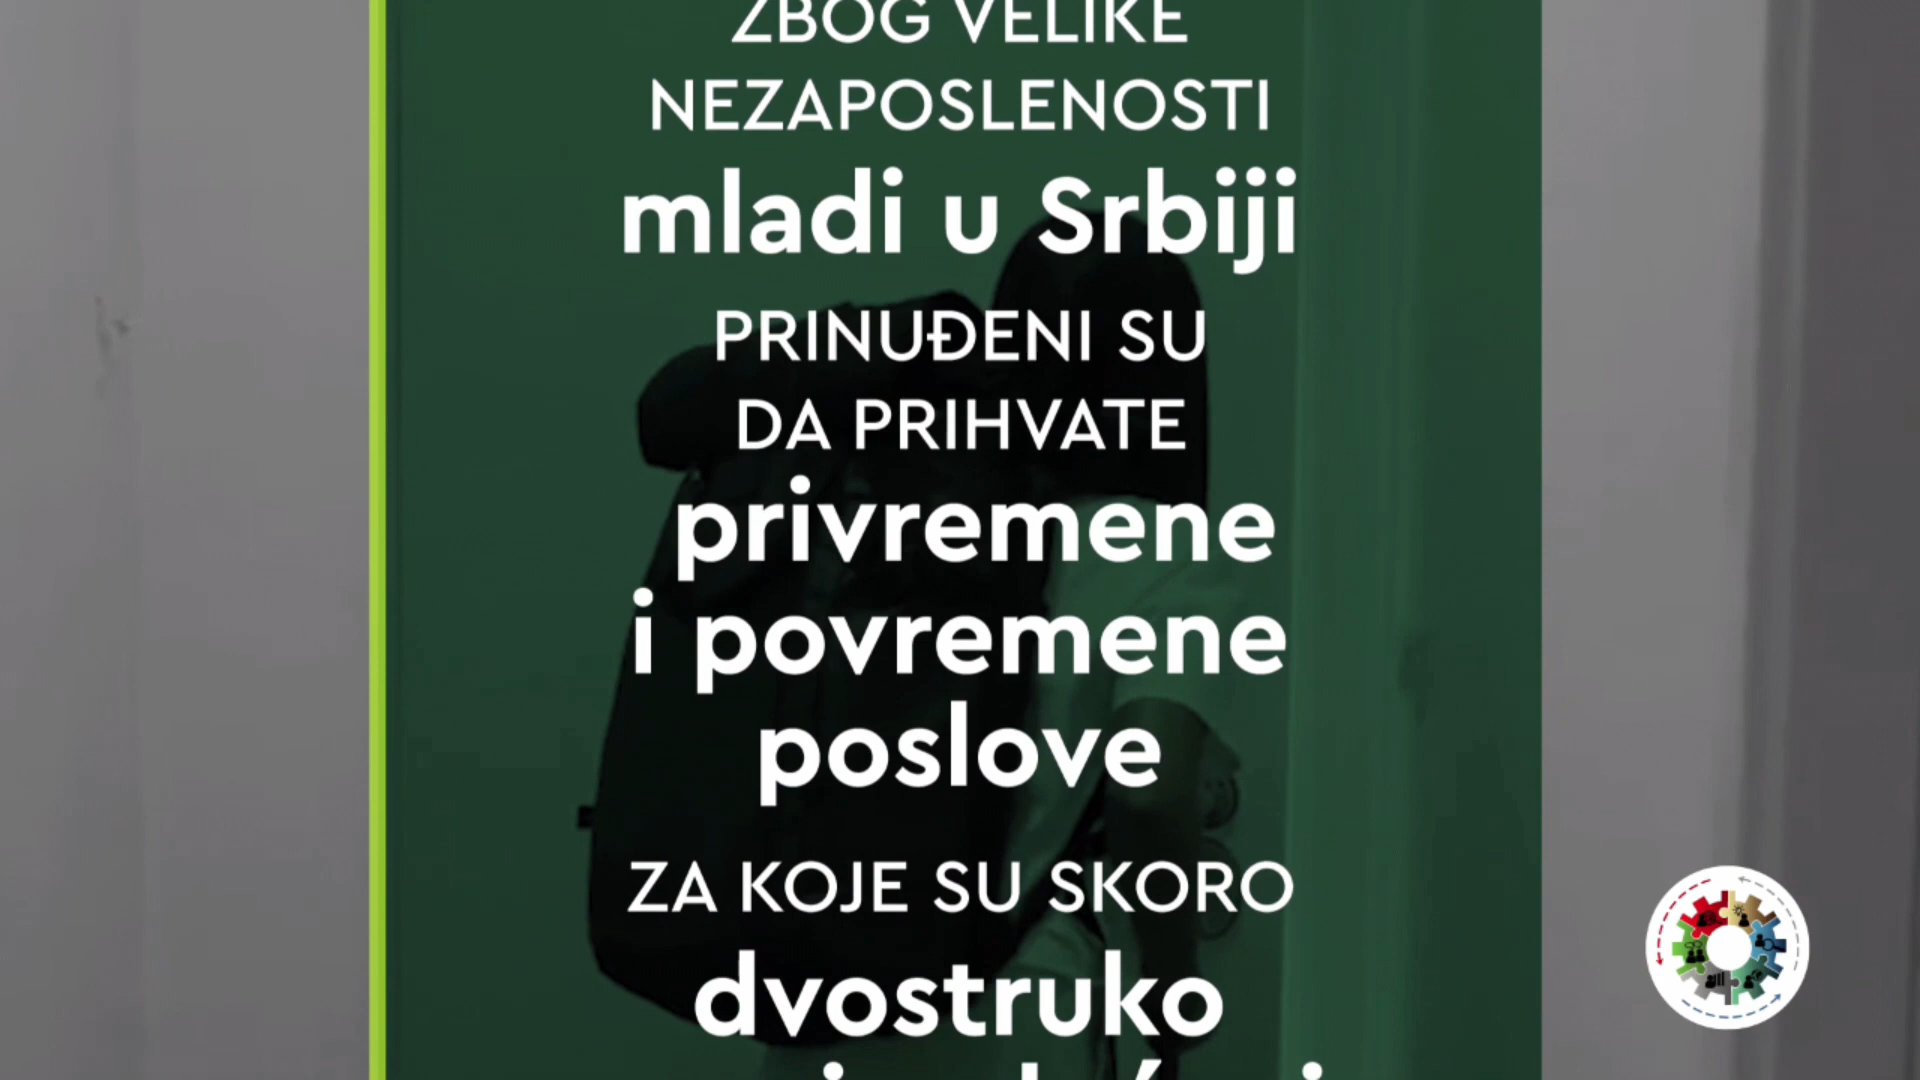 ZBOG VELIKE
NEZAPOSLENOSTI
mladi u Srbiji
PRINUĐENI SU
DA PRIHVATE
privremene
i povremene
poslove
ZA KOJE SU SKORO
dvostruko